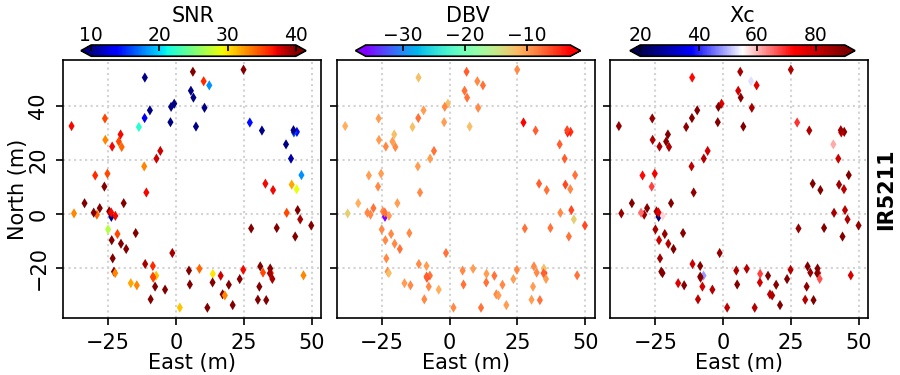 SNR DBV Xc
10 20 30 40 −30 −20 −10 20 40 60 80
North (m)
40
20
0
−20
IR5211
−25 0 25 50 −25 0 25 50 −25 0 25 50
East (m) East (m) East (m)